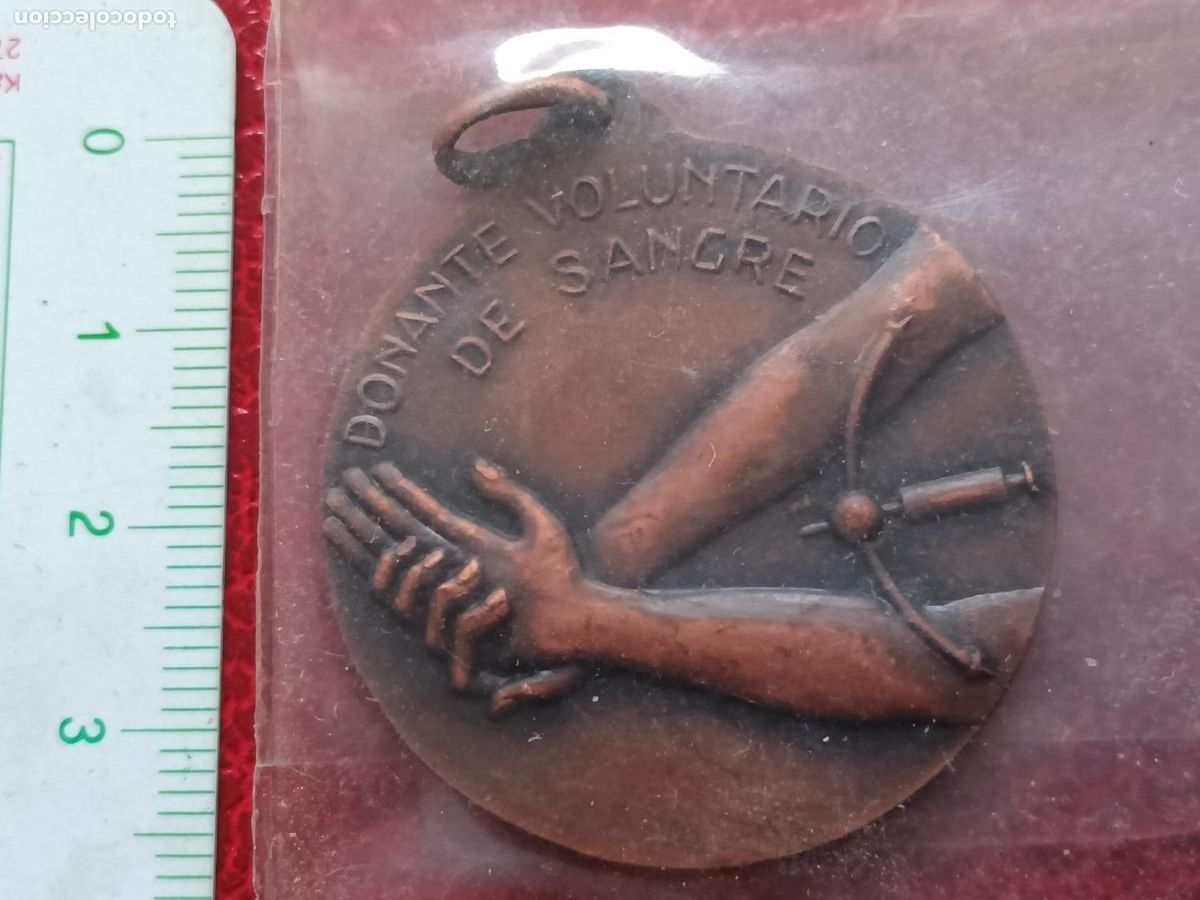 todocoleccion
DONANTE VOLUNTARIO
DE SANGRE
0
1
2
3